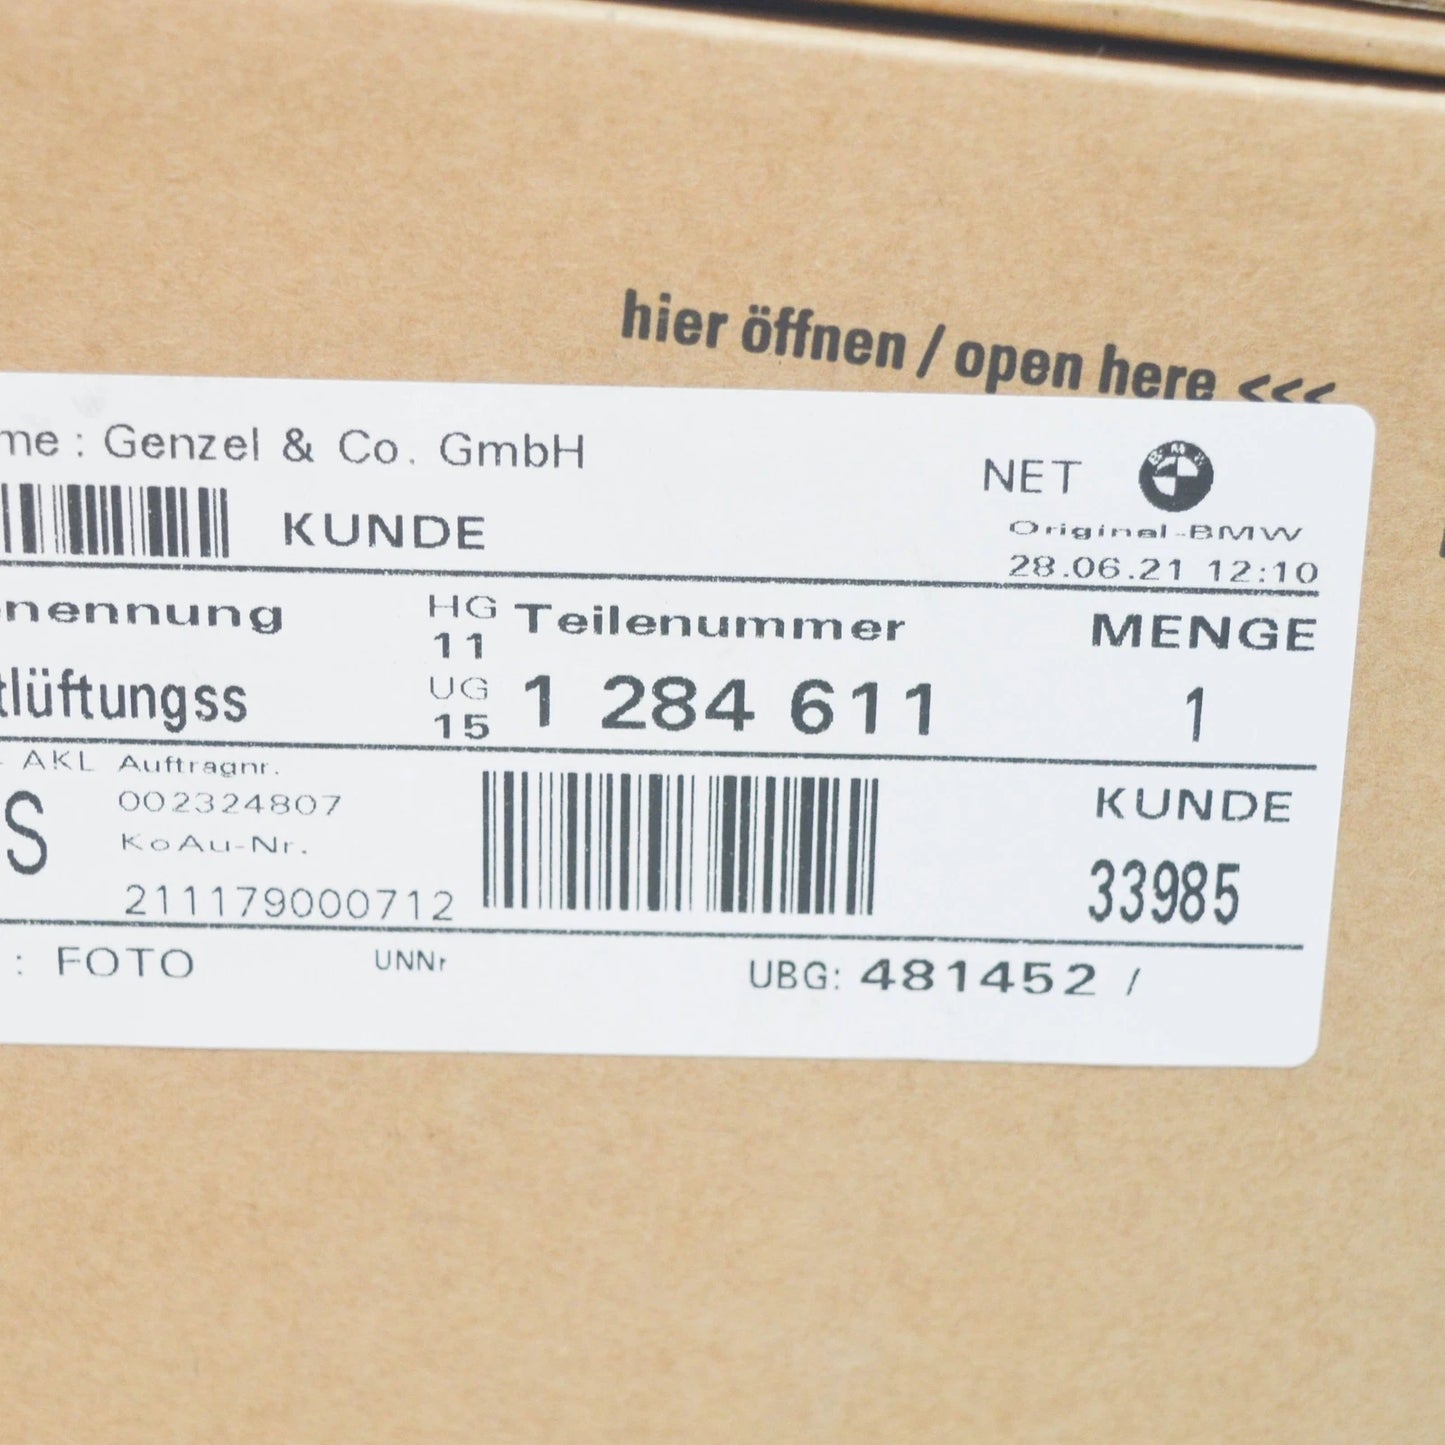 hier öffnen / open here <<<
me : Genzel & Co. GmbH
NET
BMW
KUNDE
Original-BMW
28.06.21 12:10
nennung HG Teilenummer MENGE
11
tlüftungss UG 1 284 611 1
15
AKL Auftragnr.
002324807 KUNDE
S KoAu-Nr. 33985
211179000712
: FOTO UNNr UBG: 481452 /